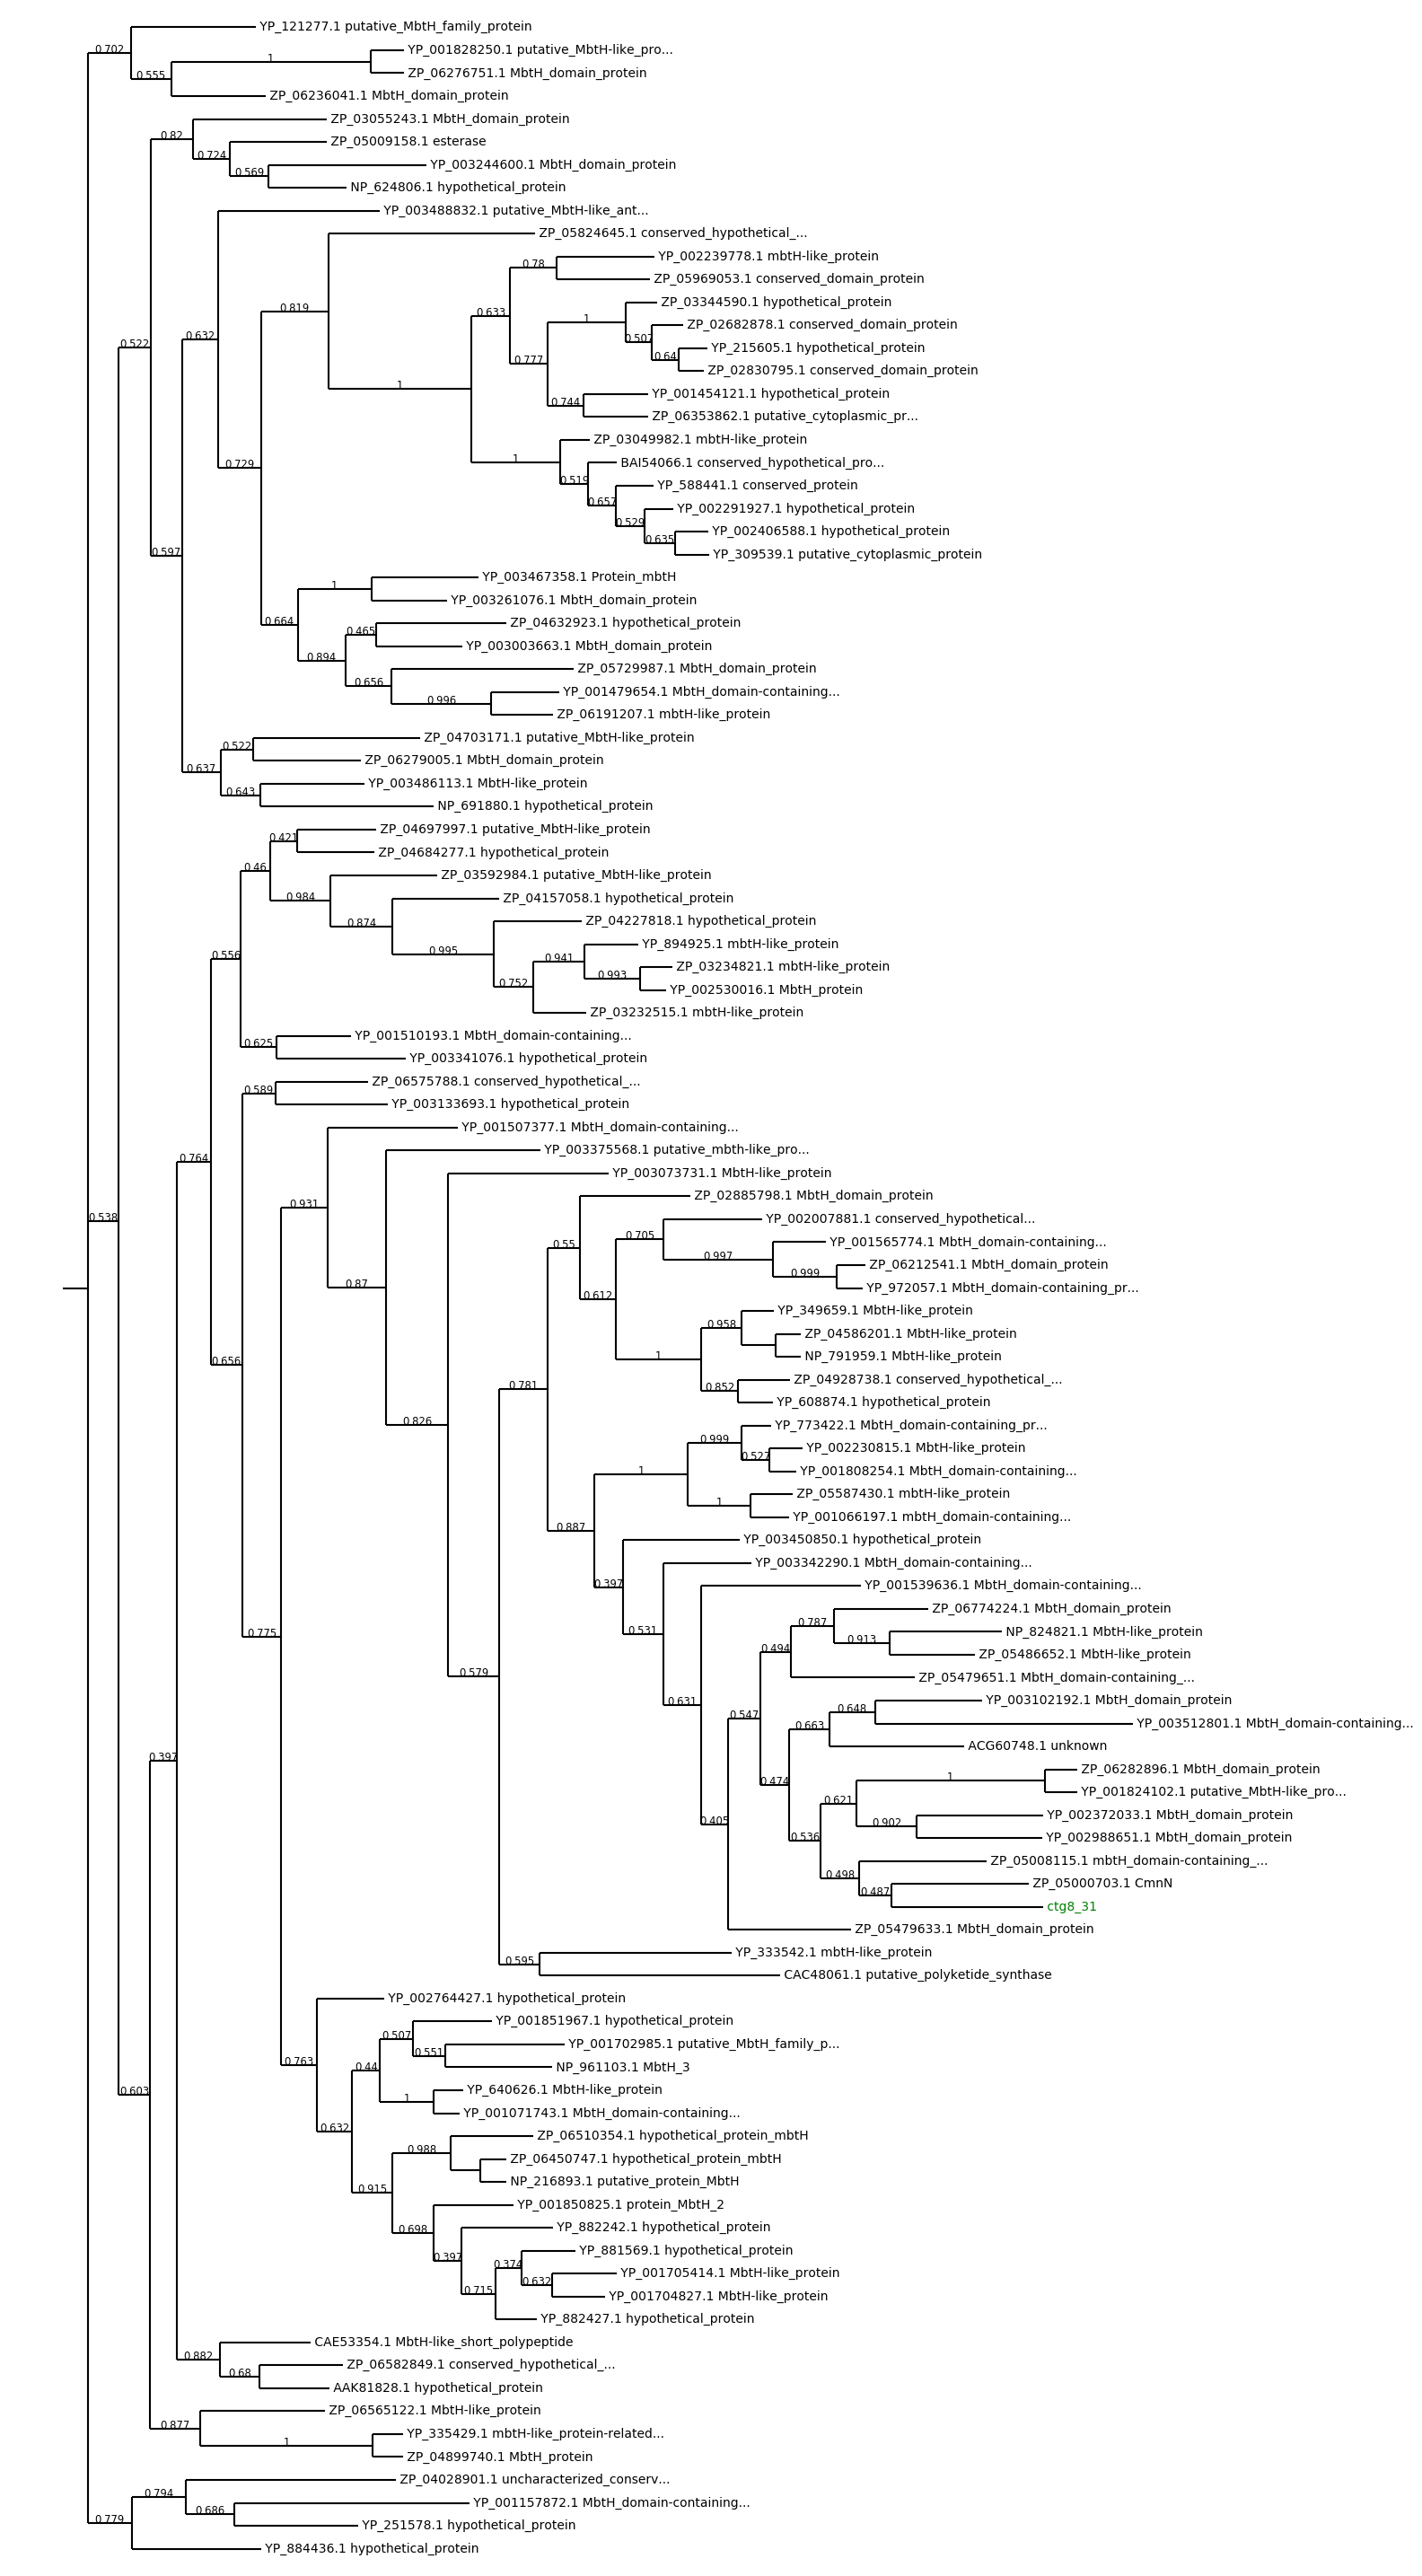 YP_121277.1 putative_MbtH_family_protein
0.702
YP_001828250.1 putative_MbtH-like_pro...
1
ZP_06276751.1 MbtH_domain_protein
0.555
ZP_06236041.1 MbtH_domain_protein
ZP_03055243.1 MbtH_domain_protein
0.82
ZP_05009158.1 esterase
0.724
YP_003244600.1 MbtH_domain_protein
0.569
NP_624806.1 hypothetical_protein
YP_003488832.1 putative_MbtH-like_ant...
ZP_05824645.1 conserved_hypothetical_...
YP_002239778.1 mbtH-like_protein
0.78
ZP_05969053.1 conserved_domain_protein
ZP_03344590.1 hypothetical_protein
0.819
0.633
1
ZP_02682878.1 conserved_domain_protein
0.632
0.507
0.522
YP_215605.1 hypothetical_protein
0.777
0.64
ZP_02830795.1 conserved_domain_protein
1
YP_001454121.1 hypothetical_protein
0.744
ZP_06353862.1 putative_cytoplasmic_pr...
ZP_03049982.1 mbtH-like_protein
0.729
1
BAI54066.1 conserved_hypothetical_pro...
0.519
YP_588441.1 conserved_protein
0.657
YP_002291927.1 hypothetical_protein
0.529
YP_002406588.1 hypothetical_protein
0.635
0.597
YP_309539.1 putative_cytoplasmic_protein
YP_003467358.1 Protein_mbtH
1
YP_003261076.1 MbtH_domain_protein
0.664
ZP_04632923.1 hypothetical_protein
0.465
YP_003003663.1 MbtH_domain_protein
0.894
ZP_05729987.1 MbtH_domain_protein
0.656
YP_001479654.1 MbtH_domain-containing...
0.996
ZP_06191207.1 mbtH-like_protein
ZP_04703171.1 putative_MbtH-like_protein
0.522
ZP_06279005.1 MbtH_domain_protein
0.637
YP_003486113.1 MbtH-like_protein
0.643
NP_691880.1 hypothetical_protein
ZP_04697997.1 putative_MbtH-like_protein
0.421
ZP_04684277.1 hypothetical_protein
0.46
ZP_03592984.1 putative_MbtH-like_protein
0.984
ZP_04157058.1 hypothetical_protein
0.874
ZP_04227818.1 hypothetical_protein
YP_894925.1 mbtH-like_protein
0.995
0.556
0.941
ZP_03234821.1 mbtH-like_protein
0.993
0.752
YP_002530016.1 MbtH_protein
ZP_03232515.1 mbtH-like_protein
YP_001510193.1 MbtH_domain-containing...
0.625
YP_003341076.1 hypothetical_protein
ZP_06575788.1 conserved_hypothetical_...
0.589
YP_003133693.1 hypothetical_protein
YP_001507377.1 MbtH_domain-containing...
YP_003375568.1 putative_mbth-like_pro...
0.764
YP_003073731.1 MbtH-like_protein
ZP_02885798.1 MbtH_domain_protein
0.931
0.538
YP_002007881.1 conserved_hypothetical...
0.705
0.55
YP_001565774.1 MbtH_domain-containing...
0.997
ZP_06212541.1 MbtH_domain_protein
0.999
0.87
YP_972057.1 MbtH_domain-containing_pr...
0.612
YP_349659.1 MbtH-like_protein
0.958
ZP_04586201.1 MbtH-like_protein
1
NP_791959.1 MbtH-like_protein
0.656
ZP_04928738.1 conserved_hypothetical_...
0.781
0.852
YP_608874.1 hypothetical_protein
0.826
YP_773422.1 MbtH_domain-containing_pr...
0.999
YP_002230815.1 MbtH-like_protein
0.527
1
YP_001808254.1 MbtH_domain-containing...
ZP_05587430.1 mbtH-like_protein
1
YP_001066197.1 mbtH_domain-containing...
0.887
YP_003450850.1 hypothetical_protein
YP_003342290.1 MbtH_domain-containing...
0.397
YP_001539636.1 MbtH_domain-containing...
ZP_06774224.1 MbtH_domain_protein
0.787
0.775
0.531
NP_824821.1 MbtH-like_protein
0.913
0.494
ZP_05486652.1 MbtH-like_protein
0.579
ZP_05479651.1 MbtH_domain-containing_...
0.631
YP_003102192.1 MbtH_domain_protein
0.648
0.547
YP_003512801.1 MbtH_domain-containing...
0.663
ACG60748.1 unknown
0.397
ZP_06282896.1 MbtH_domain_protein
1
0.474
YP_001824102.1 putative_MbtH-like_pro...
0.621
YP_002372033.1 MbtH_domain_protein
0.405
0.902
0.536
YP_002988651.1 MbtH_domain_protein
ZP_05008115.1 mbtH_domain-containing_...
0.498
ZP_05000703.1 CmnN
0.487
ctg8_31
ZP_05479633.1 MbtH_domain_protein
YP_333542.1 mbtH-like_protein
0.595
CAC48061.1 putative_polyketide_synthase
YP_002764427.1 hypothetical_protein
YP_001851967.1 hypothetical_protein
0.507
YP_001702985.1 putative_MbtH_family_p...
0.551
0.763
0.44
NP_961103.1 MbtH_3
0.603
YP_640626.1 MbtH-like_protein
1
YP_001071743.1 MbtH_domain-containing...
0.632
ZP_06510354.1 hypothetical_protein_mbtH
0.988
ZP_06450747.1 hypothetical_protein_mbtH
NP_216893.1 putative_protein_MbtH
0.915
YP_001850825.1 protein_MbtH_2
0.698
YP_882242.1 hypothetical_protein
YP_881569.1 hypothetical_protein
0.397
0.374
YP_001705414.1 MbtH-like_protein
0.632
0.715
YP_001704827.1 MbtH-like_protein
YP_882427.1 hypothetical_protein
CAE53354.1 MbtH-like_short_polypeptide
0.882
ZP_06582849.1 conserved_hypothetical_...
0.68
AAK81828.1 hypothetical_protein
ZP_06565122.1 MbtH-like_protein
0.877
YP_335429.1 mbtH-like_protein-related...
1
ZP_04899740.1 MbtH_protein
ZP_04028901.1 uncharacterized_conserv...
0.794
YP_001157872.1 MbtH_domain-containing...
0.686
0.779
YP_251578.1 hypothetical_protein
YP_884436.1 hypothetical_protein